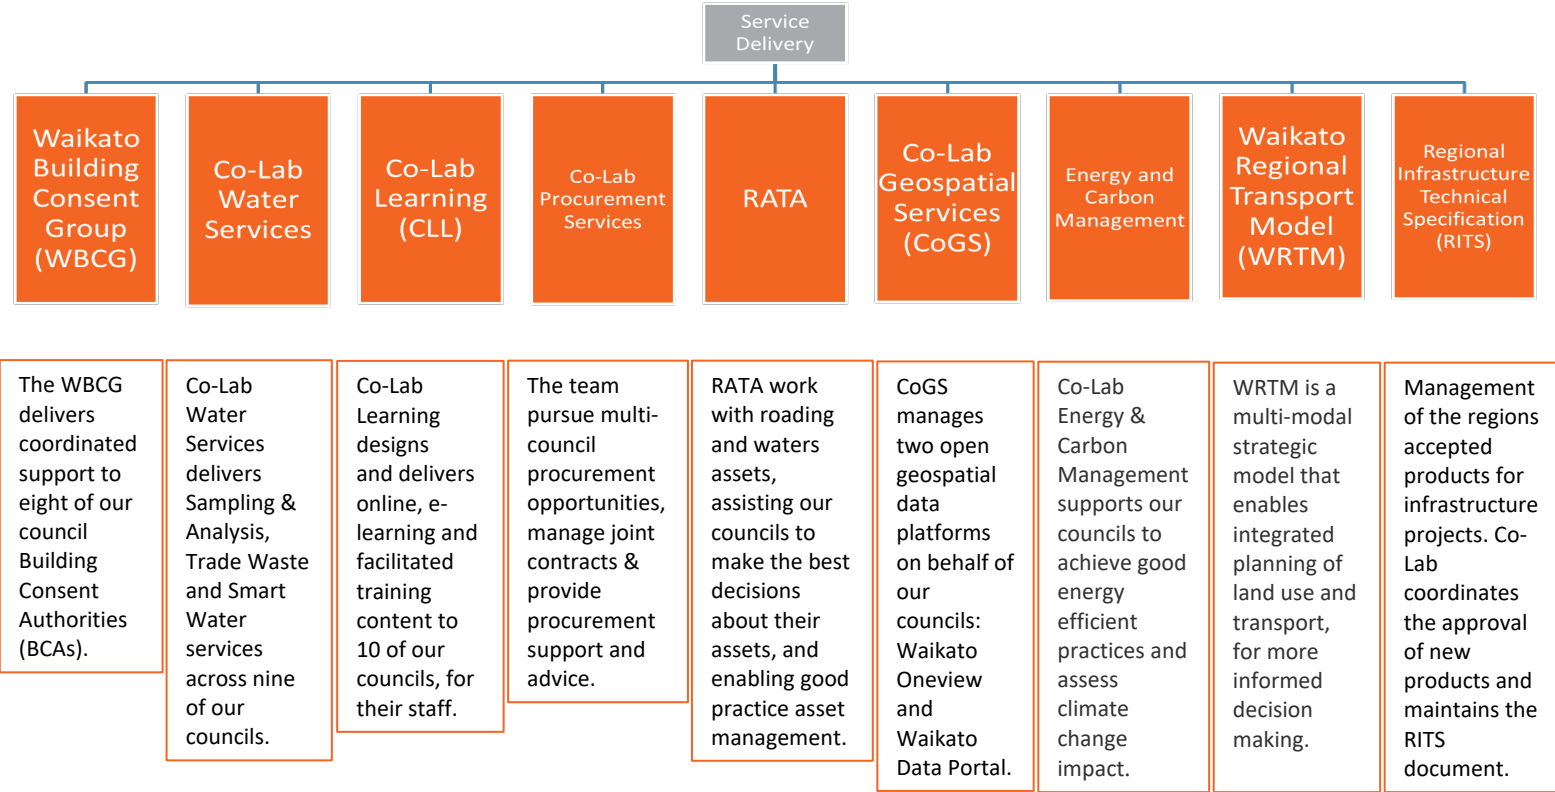 Service
Delivery
Waikato
Building
Consent
Group
(WBCG)
Co-Lab
Water
Services
Co-Lab
Learning
(CLL)
Co-Lab
Procurement
Services
RATA
Co-Lab
Geospatial
Services
(CoGS)
Energy and
Carbon
Management
Waikato
Regional
Transport
Model
(WRTM)
Regional
Infrastructure
Technical
Specification
(RITS)
The WBCG
delivers
coordinated
support to
eight of our
council
Building
Consent
Authorities
(BCAs).
Co-Lab
Water
Services
delivers
Sampling &
Analysis,
Trade Waste
and Smart
Water
services
across nine
of our
councils.
Co-Lab
Learning
designs
and delivers
online, e-
learning and
facilitated
training
content to
10 of our
councils, for
their staff.
The team
pursue multi-
council
procurement
opportunities,
manage joint
contracts &
provide
procurement
support and
advice.
RATA work
with roading
and waters
assets,
assisting our
councils to
make the best
decisions
about their
assets, and
enabling good
practice asset
management.
CoGS
manages
two open
geospatial
data
platforms
on behalf of
our
councils:
Waikato
Oneview
and
Waikato
Data Portal.
Co-Lab
Energy &
Carbon
Management
supports our
councils to
achieve good
energy
efficient
practices and
assess
climate
change
impact.
WRTM is a
multi-modal
strategic
model that
enables
integrated
planning of
land use and
transport,
for more
informed
decision
making.
Management
of the regions
accepted
products for
infrastructure
projects. Co-
Lab
coordinates
the approval
of new
products and
maintains the
RITS
document.